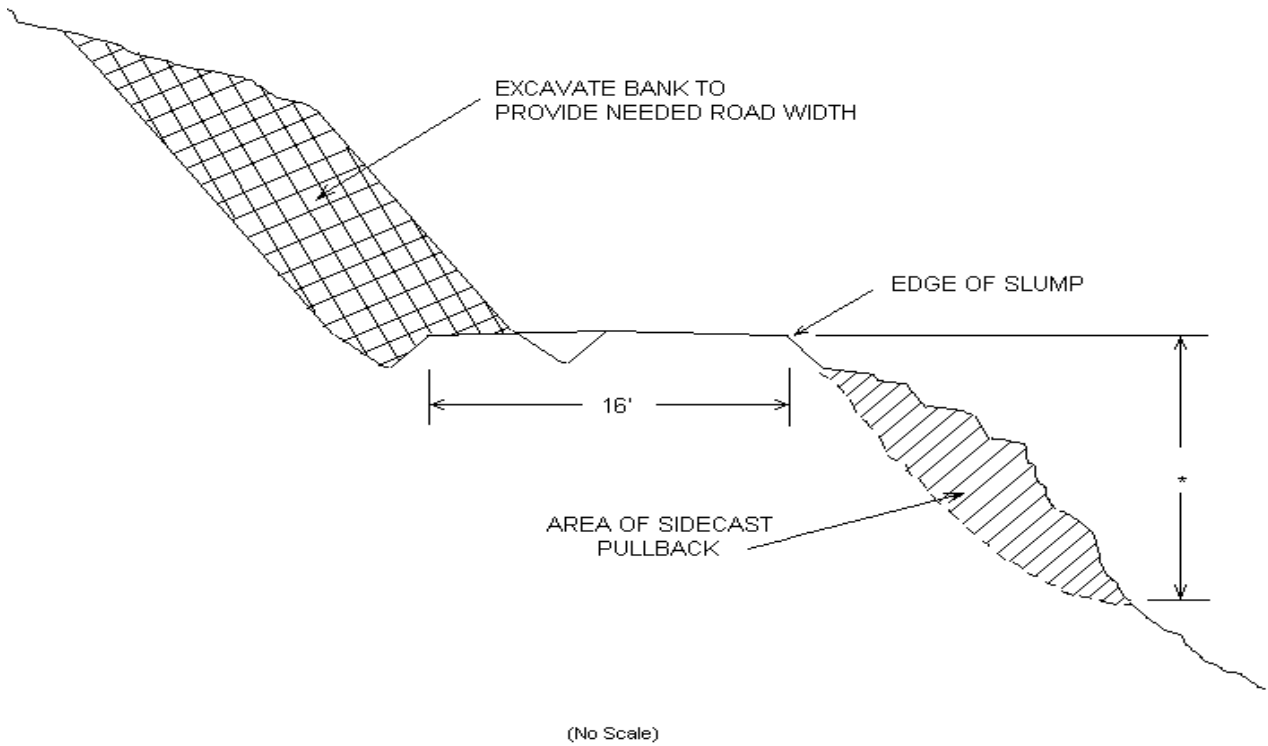 EXCAVATE BANK TO
PROVIDE NEEDED ROAD WIDTH
EDGE OF SLUMP
16'
*
AREA OF SIDECAST
PULLBACK
(No Scale)